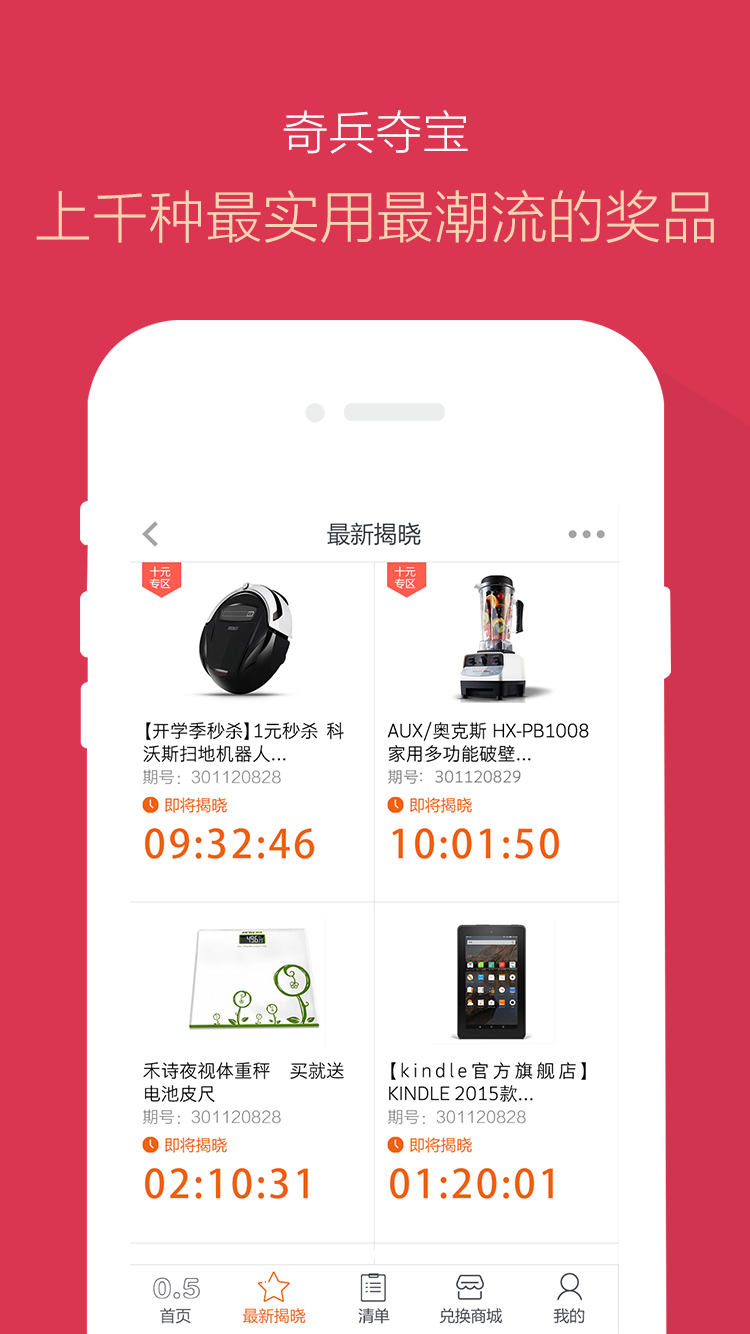 奇兵夺宝
上千种最实用最潮流的奖品
最新揭晓
十元
专区
十元
专区
【开学季秒杀】1元秒杀 科
沃斯扫地机器人...
期号：301120828
即将揭晓
09:32:46
AUX/奥克斯 HX-PB1008
家用多功能破壁...
期号：301120829
即将揭晓
10:01:50
禾诗夜视体重秤 买就送
电池皮尺
期号：301120828
即将揭晓
02:10:31
【kindle官方旗舰店】
KINDLE 2015款...
期号：301120828
即将揭晓
01:20:01
0.5
首页
最新揭晓
清单
兑换商城
我的